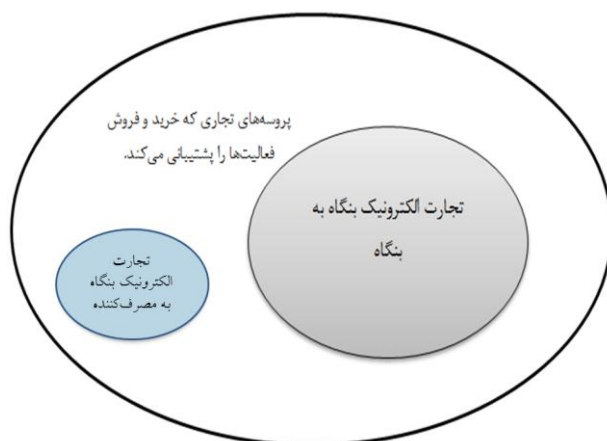 پروسه‌های تجاری که خرید و فروش
فعالیت‌ها را پشتیبانی می‌کند.
تجارت الکترونیک بنگاه به
بنگاه
تجارت
الکترونیک بنگاه
به مصرف‌کننده